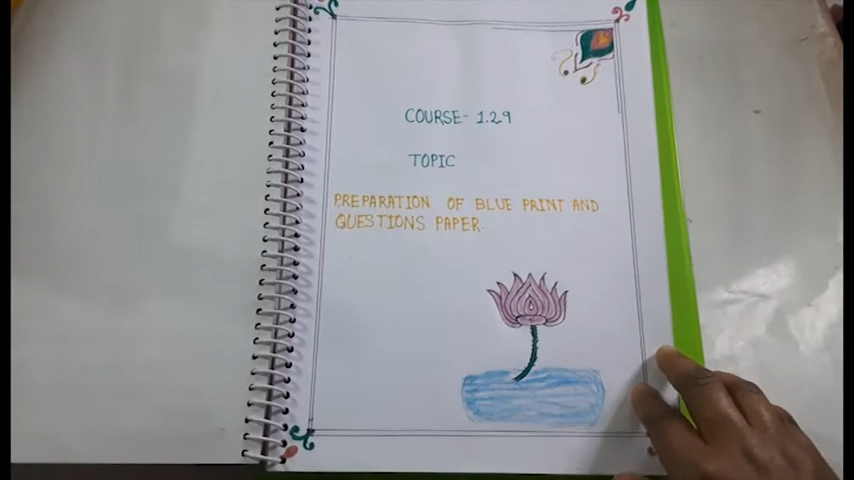 COURSE- 1.2.9
TOPIC
PREPARATION OF BLUE PRINT AND
QUESTIONS PAPER.